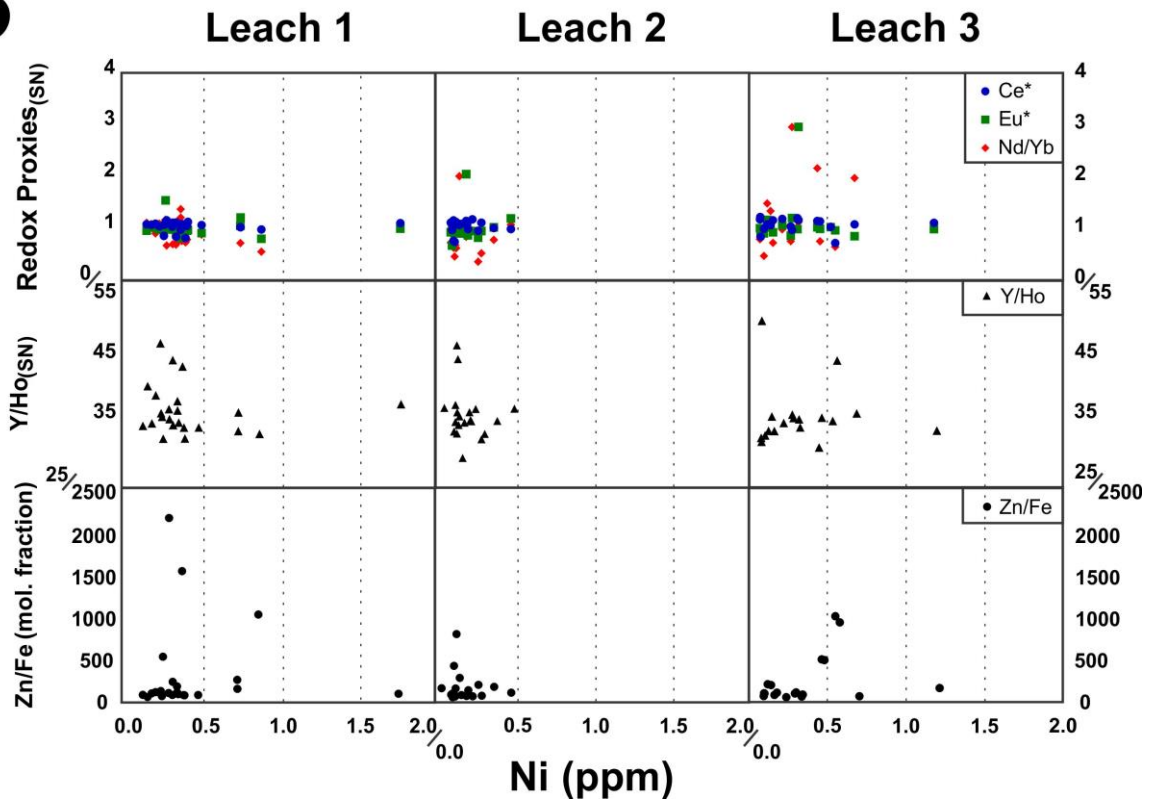 Leach 1 Leach 2 Leach 3
Redox Proxies(SN)
4 4
3 3
2 2
1 1
0/ 0/
Ce*
Eu*
Nd/Yb
Y/Ho(SN)
55 55
45 45
35 35
25/ 25/
Y/Ho
Zn/Fe (mol. fraction)
2500 2500
2000 2000
1500 1500
1000 1000
500 500
0 0
Zn/Fe
0.0 0.5 1.0 1.5 2.0/0.0 0.5 1.0 1.5 2.0/0.0 0.5 1.0 1.5 2.0
Ni (ppm)